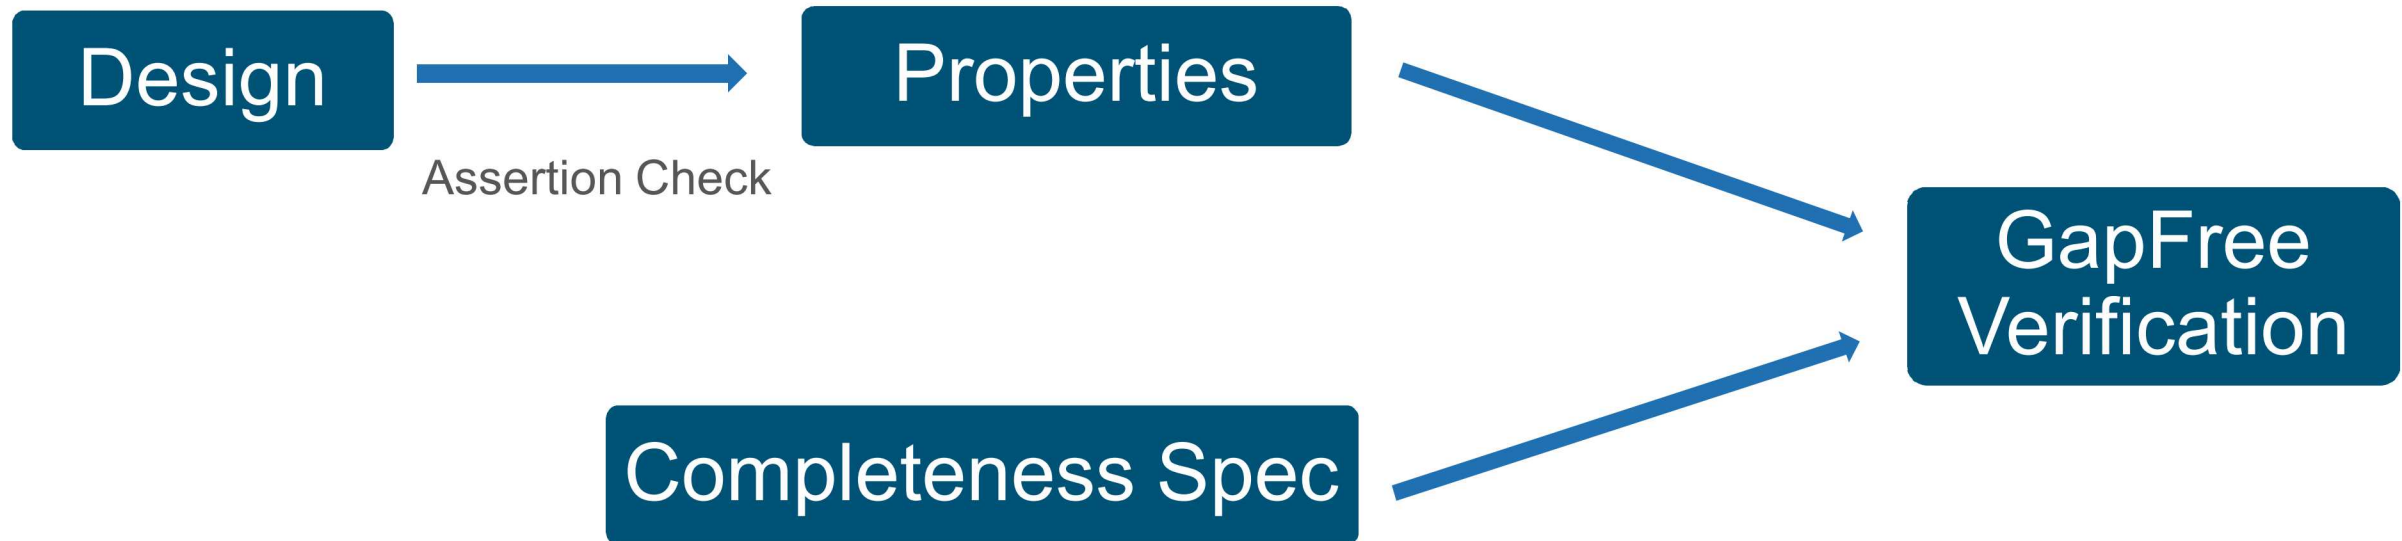 Design
Properties
Assertion Check
GapFree
Verification
Completeness Spec